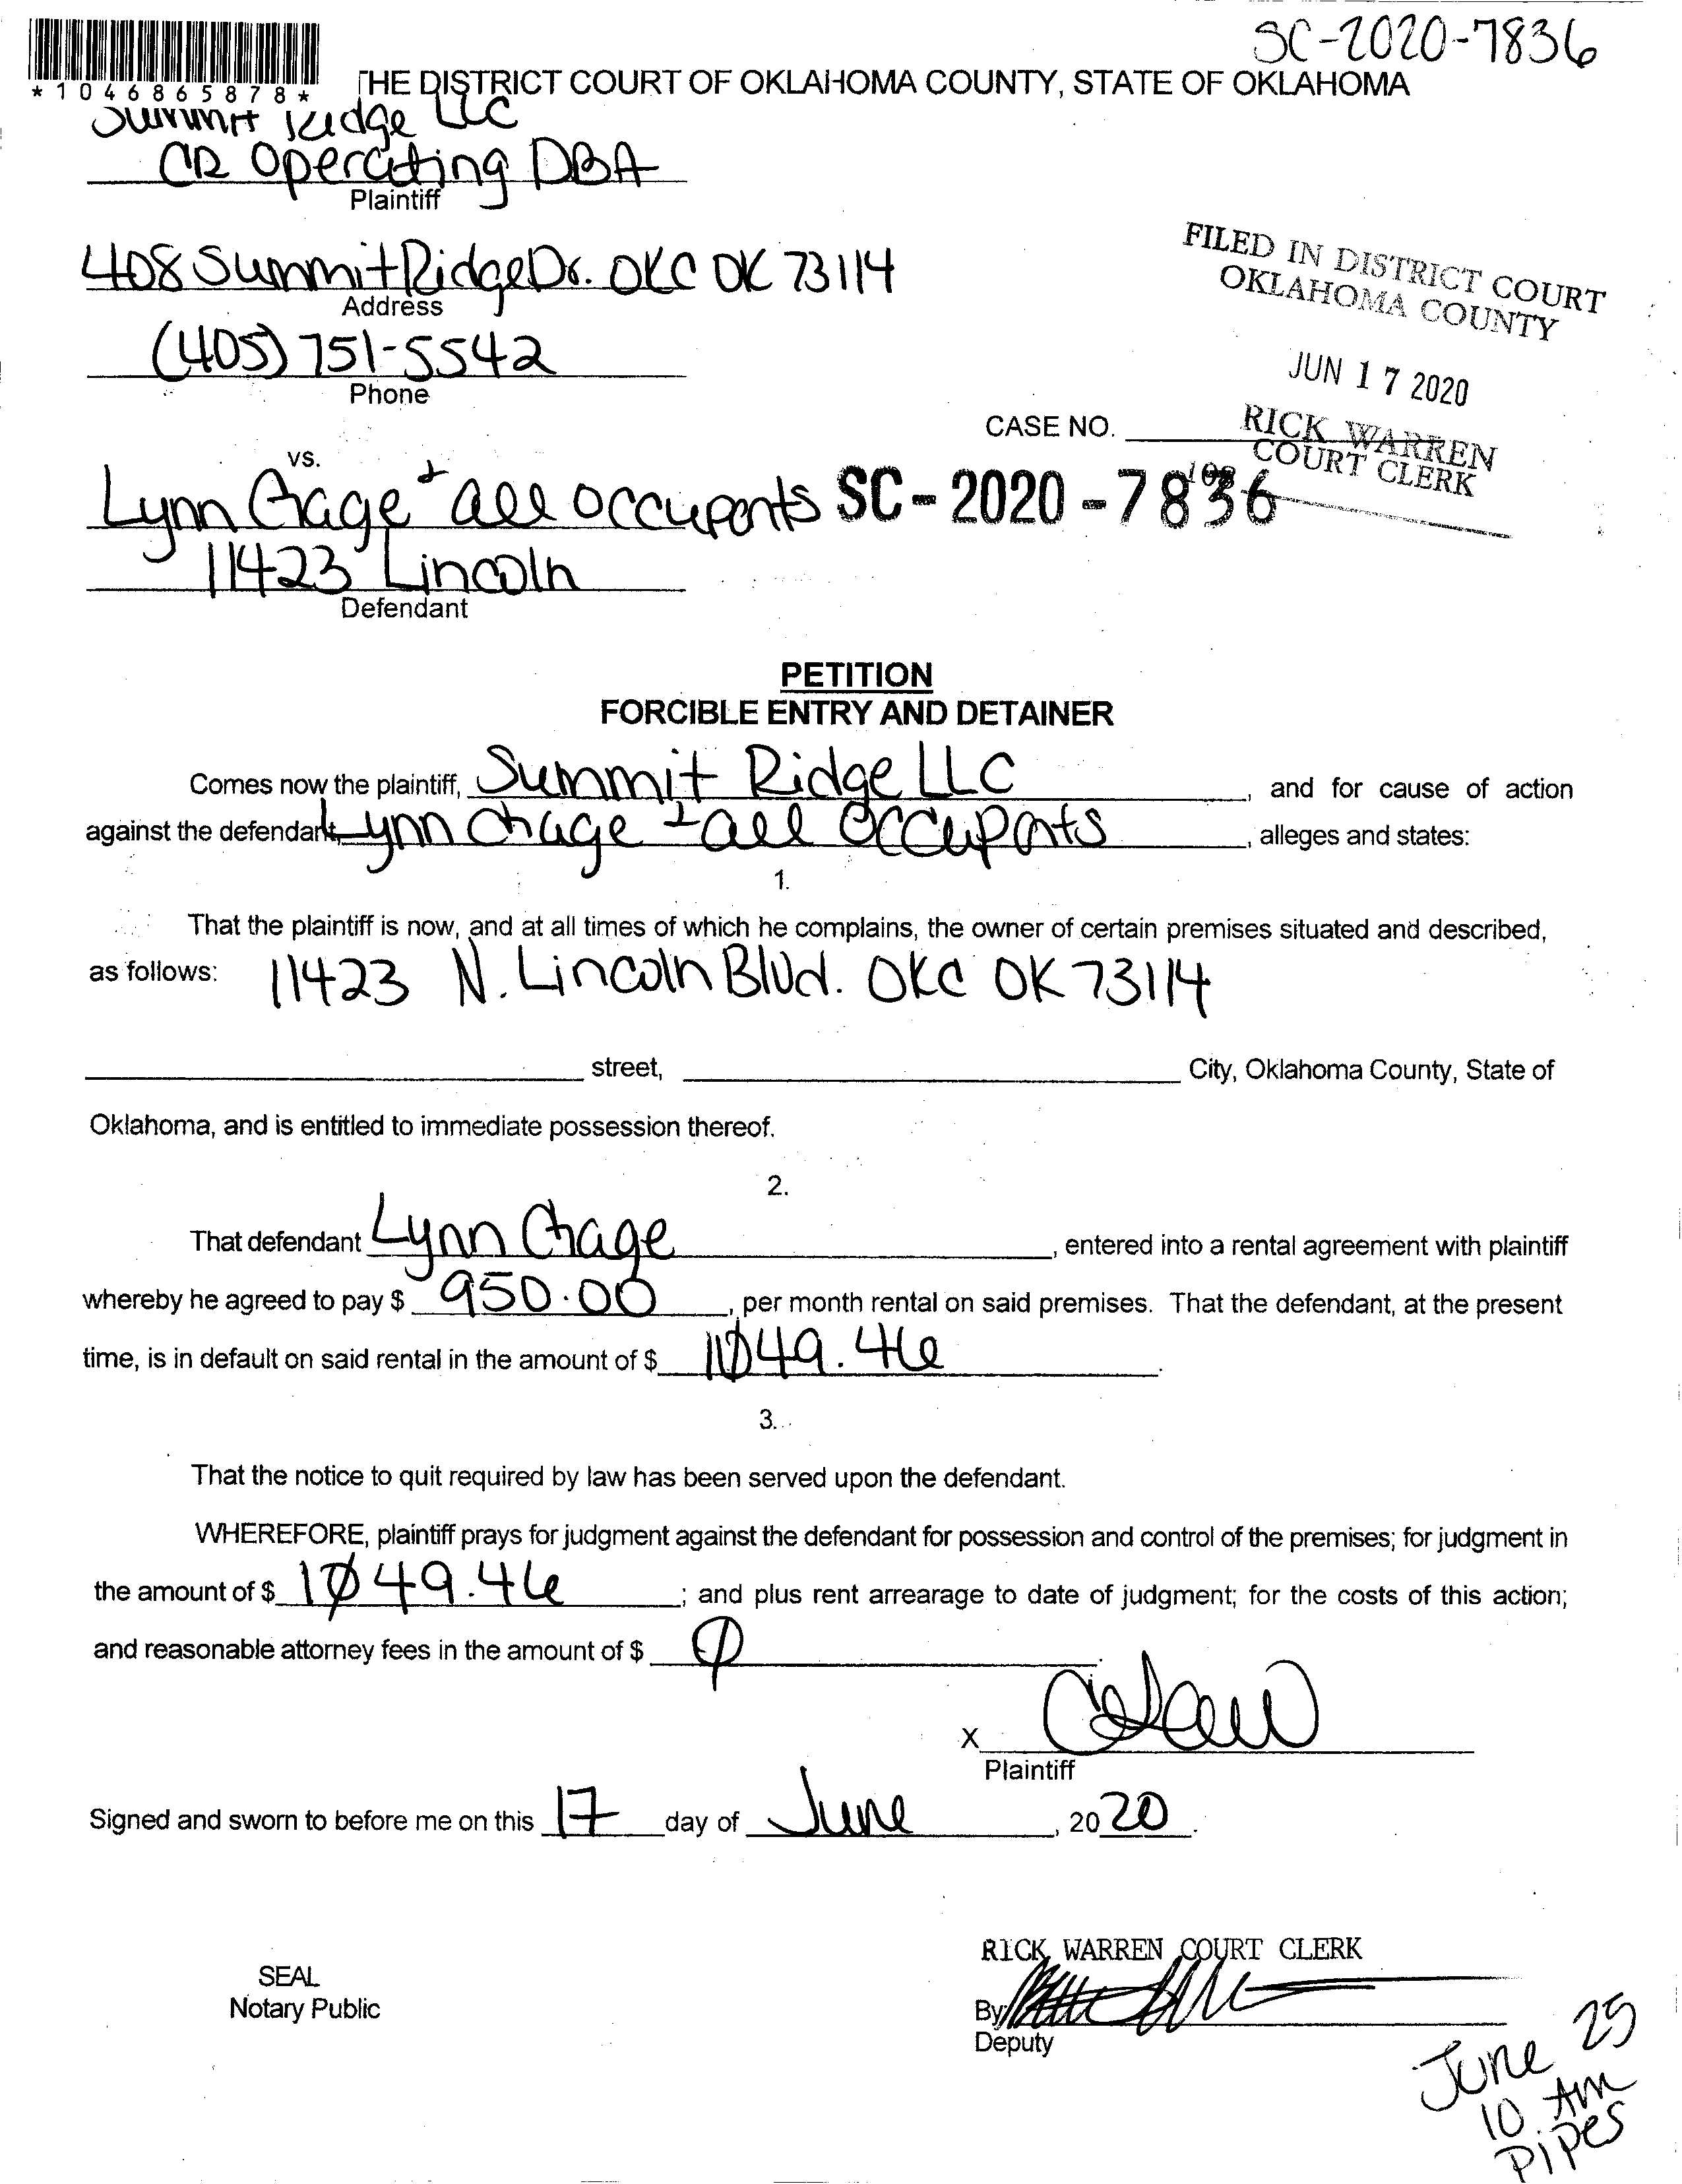 SC-2020-7836
*1046865878*
THE DISTRICT COURT OF OKLAHOMA COUNTY, STATE OF OKLAHOMA
Summit Ridge LLC
CR Operating DBA
Plaintiff
408 Summit Ridge Dr. OKC OK 73114
Address
(405) 751-5542
Phone
FILED IN DISTRICT COURT
OKLAHOMA COUNTY
JUN 17 2020
RICK WARREN
COURT CLERK
CASE NO.
vs.
Lynn Chage + all occupants SC-2020-7836
11423 Lincoln
Defendant
PETITION
FORCIBLE ENTRY AND DETAINER
Comes now the plaintiff, Summit Ridge LLC, and for cause of action
against the defendant, Lynn Chage + all occupants, alleges and states:
1.
That the plaintiff is now, and at all times of which he complains, the owner of certain premises situated and described,
as follows: 11423 N. Lincoln Blvd. OKC OK 73114
street, City, Oklahoma County, State of
Oklahoma, and is entitled to immediate possession thereof.
2.
That defendant Lynn Chage, entered into a rental agreement with plaintiff
whereby he agreed to pay $ 950.00, per month rental on said premises. That the defendant, at the present
time, is in default on said rental in the amount of $ 1049.46.
3.
That the notice to quit required by law has been served upon the defendant.
WHEREFORE, plaintiff prays for judgment against the defendant for possession and control of the premises; for judgment in
the amount of $ 1049.46; and plus rent arrearage to date of judgment; for the costs of this action;
and reasonable attorney fees in the amount of $ 0.
X
Plaintiff
Signed and sworn to before me on this 17 day of June, 2020.
RICK WARREN COURT CLERK
SEAL
Notary Public
By
Deputy
June 25
10 Am
Pipes